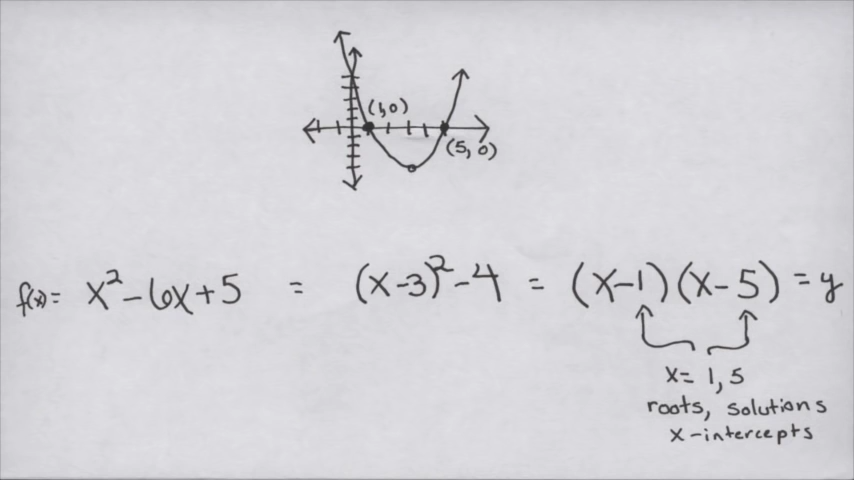 (1,0)
(5,0)
f(x)= x²-6x+5 = (x-3)²-4 = (x-1)(x-5) = y
x= 1,5
roots, solutions
x-intercepts